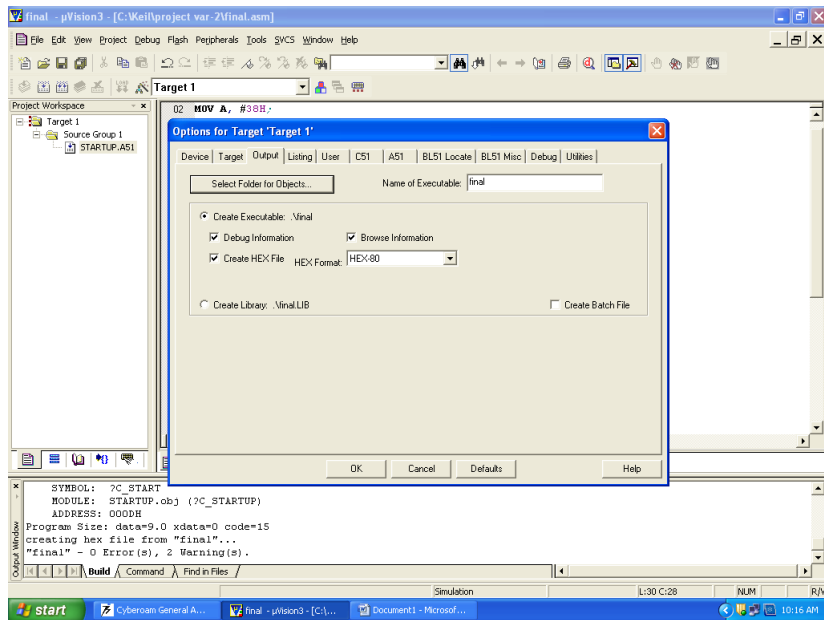 final - µVision3 - [C:\Keil\project var-2\final.asm]
File Edit View Project Debug Flash Peripherals Tools SVCS Window Help
Target 1
Project Workspace
Target 1
Source Group 1
STARTUP.A51
02 MOV A, #38H;
Options for Target 'Target 1'
Device Target Output Listing User C51 A51 BL51 Locate BL51 Misc Debug Utilities
Select Folder for Objects...
Name of Executable: final
Create Executable: .\final
Debug Information
Browse Information
Create HEX File
HEX Format: HEX-80
Create Library: .\final.LIB
Create Batch File
OK Cancel Defaults Help
SYMBOL: ?C_START
MODULE: STARTUP.obj (?C_STARTUP)
ADDRESS: 000DH
Program Size: data=9.0 xdata=0 code=15
creating hex file from "final"...
"final" - 0 Error(s), 2 Warning(s).
Output Window
Build Command Find in Files
Simulation L:30 C:28 NUM R/
start Cyberoam General A... final - µVision3 - [C:\... Document1 - Microsof... 10:16 AM